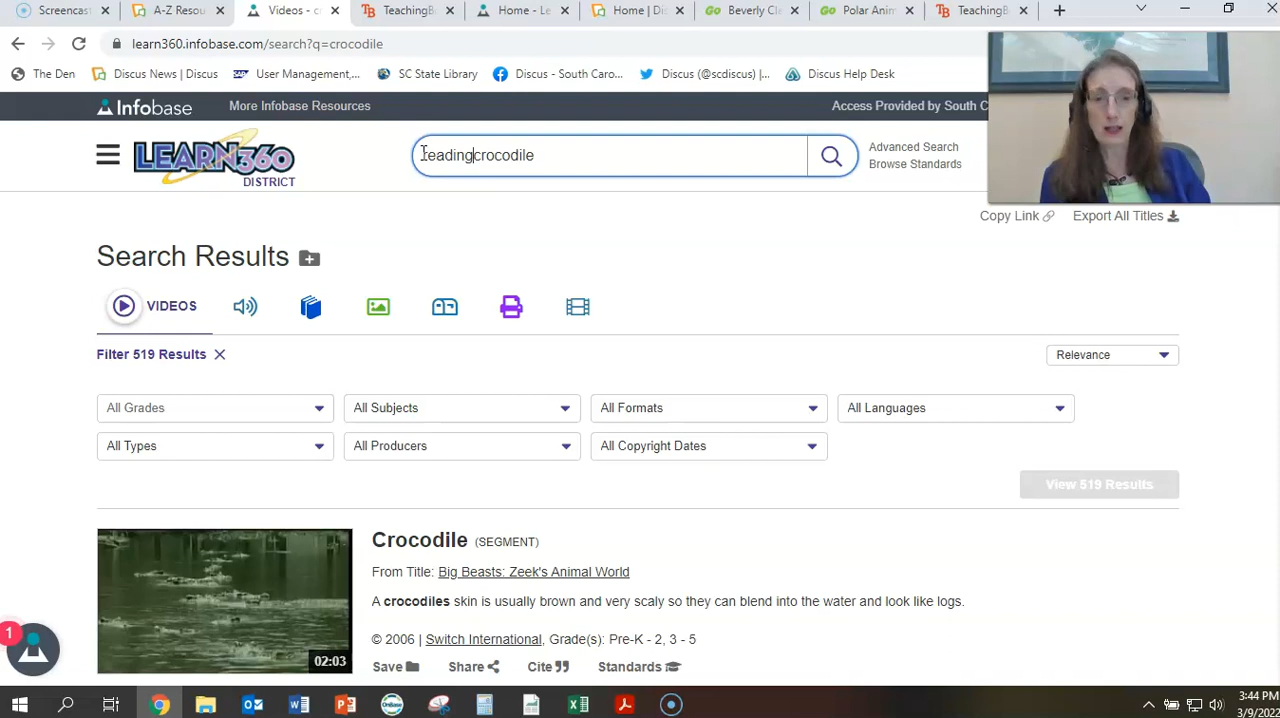 Screencast
A-Z Resou
Videos - c
TeachingB
Home - Le
Home | Dis
Beverly Cle
Polar Anim
TeachingB
learn360.infobase.com/search?q=crocodile
The Den
Discus News | Discus
User Management,...
SC State Library
Discus - South Caro...
Discus (@scdiscus) |...
Discus Help Desk
Infobase
More Infobase Resources
Access Provided by South C
LEARN360
DISTRICT
readingcrocodile
Advanced Search
Browse Standards
Copy Link
Export All Titles
Search Results
VIDEOS
Filter 519 Results
Relevance
All Grades
All Subjects
All Formats
All Languages
All Types
All Producers
All Copyright Dates
View 519 Results
Crocodile (SEGMENT)
From Title: Big Beasts: Zeek's Animal World
A crocodiles skin is usually brown and very scaly so they can blend into the water and look like logs.
© 2006 | Switch International, Grade(s): Pre-K - 2, 3 - 5
02:03
Save
Share
Cite
Standards
1
3:44 PM
3/9/2022